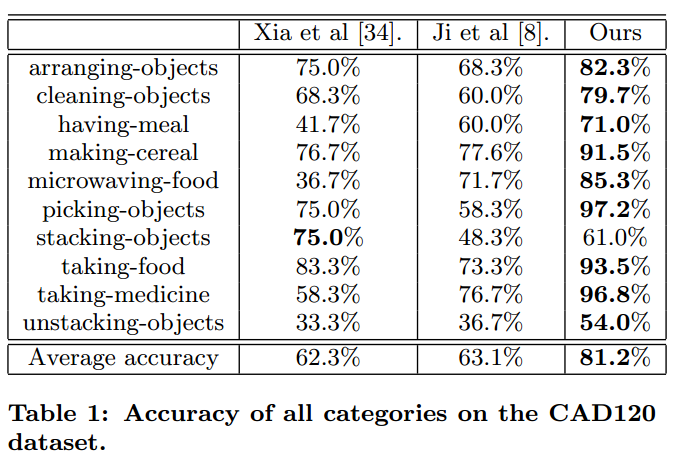 Xia et al [34]. Ji et al [8]. Ours
arranging-objects 75.0% 68.3% 82.3%
cleaning-objects 68.3% 60.0% 79.7%
having-meal 41.7% 60.0% 71.0%
making-cereal 76.7% 77.6% 91.5%
microwaving-food 36.7% 71.7% 85.3%
picking-objects 75.0% 58.3% 97.2%
stacking-objects 75.0% 48.3% 61.0%
taking-food 83.3% 73.3% 93.5%
taking-medicine 58.3% 76.7% 96.8%
unstacking-objects 33.3% 36.7% 54.0%
Average accuracy 62.3% 63.1% 81.2%
Table 1: Accuracy of all categories on the CAD120
dataset.